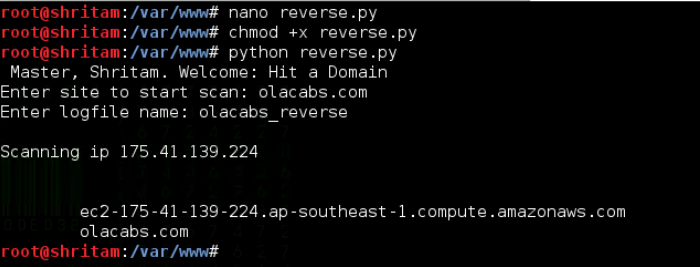 root@shritam:/var/www# nano reverse.py
root@shritam:/var/www# chmod +x reverse.py
root@shritam:/var/www# python reverse.py
Master, Shritam. Welcome: Hit a Domain
Enter site to start scan: olacabs.com
Enter logfile name: olacabs_reverse
Scanning ip 175.41.139.224
ec2-175-41-139-224.ap-southeast-1.compute.amazonaws.com
olacabs.com
root@shritam:/var/www#